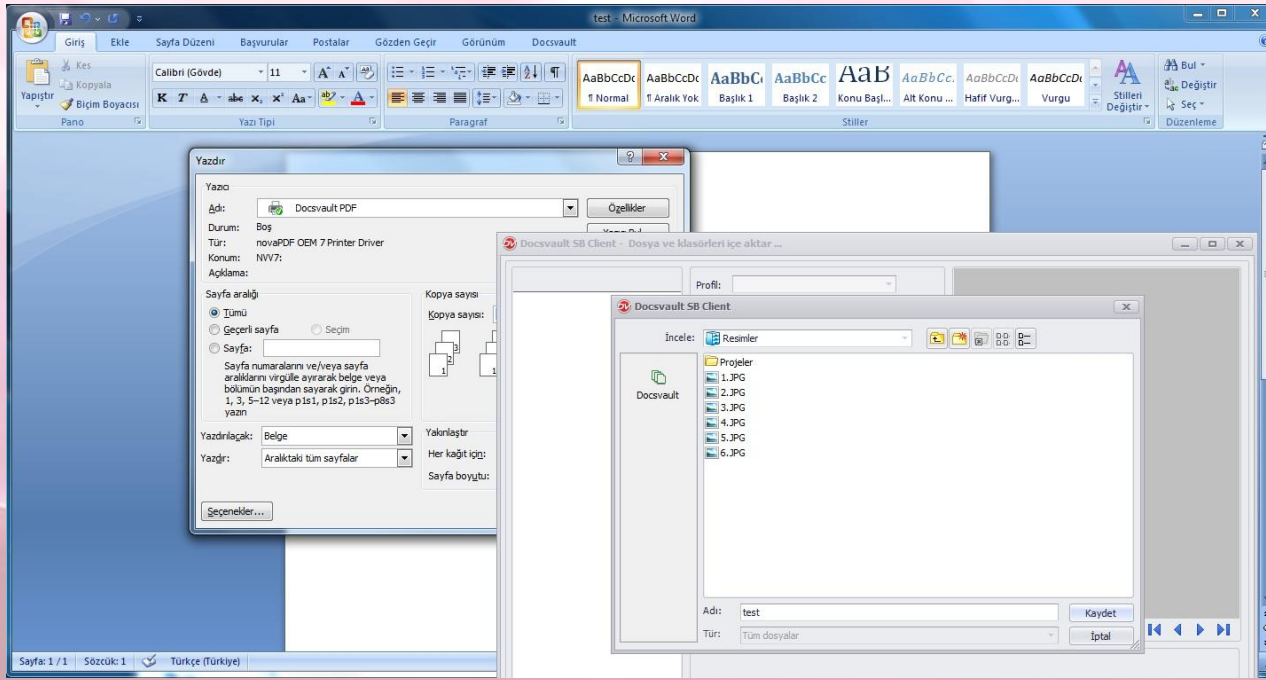 test - Microsoft Word
Giriş Ekle Sayfa Düzeni Başvurular Postalar Gözden Geçir Görünüm Docsvault
Yapıştır
Kes
Kopyala
Biçim Boyacısı
Pano
Calibri (Gövde) 11
K T A abc x₂ x² Aa A
Yazı Tipi
Paragraf
AaBbCcDc AaBbCcDc AaBbC AaBbCc AaB AaBbCc. AaBbCcDc AaBbCcDc
¶ Normal ¶ Aralık Yok Başlık 1 Başlık 2 Konu Başl... Alt Konu ... Hafif Vurg... Vurgu
Stilleri Değiştir
Stiller
Bul
Değiştir
Seç
Düzenleme
Yazdır
Yazıcı
Adı: Docsvault PDF
Özellikler
Durum: Boş
Tür: novaPDF OEM 7 Printer Driver
Konum: NVV7:
Açıklama:
Sayfa aralığı
Tümü
Geçerli sayfa Seçim
Sayfa:
Sayfa numaralarını ve/veya sayfa
aralıklarını virgülle ayırarak belge veya
bölümün başından sayarak girin. Örneğin,
1, 3, 5–12 veya p1s1, p1s2, p1s3–p8s3
yazın
Kopya sayısı
Kopya sayısı:
Yazdırılacak: Belge
Yazdır: Aralıktaki tüm sayfalar
Yakınlaştır
Her kağıt için:
Sayfa boyutu:
Seçenekler...
Docsvault SB Client - Dosya ve klasörleri içe aktar ...
Profil:
Docsvault SB Client
İncele: Resimler
Docsvault
Projeler
1.JPG
2.JPG
3.JPG
4.JPG
5.JPG
6.JPG
Adı: test
Kaydet
Tür: Tüm dosyalar
İptal
Sayfa: 1 / 1 Sözcük: 1 Türkçe (Türkiye)